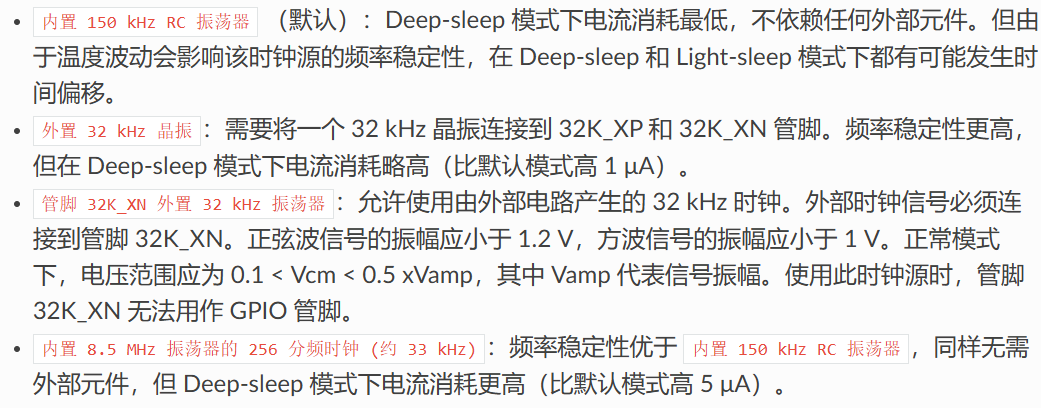 • 内置 150 kHz RC 振荡器 （默认）：Deep-sleep 模式下电流消耗最低，不依赖任何外部元件。但由
于温度波动会影响该时钟源的频率稳定性，在 Deep-sleep 和 Light-sleep 模式下都有可能发生时
间偏移。
• 外置 32 kHz 晶振：需要将一个 32 kHz 晶振连接到 32K_XP 和 32K_XN 管脚。频率稳定性更高，
但在 Deep-sleep 模式下电流消耗略高（比默认模式高 1 μA）。
• 管脚 32K_XN 外置 32 kHz 振荡器：允许使用由外部电路产生的 32 kHz 时钟。外部时钟信号必须连
接到管脚 32K_XN。正弦波信号的振幅应小于 1.2 V，方波信号的振幅应小于 1 V。正常模式
下，电压范围应为 0.1 < Vcm < 0.5 xVamp，其中 Vamp 代表信号振幅。使用此时钟源时，管脚
32K_XN 无法用作 GPIO 管脚。
• 内置 8.5 MHz 振荡器的 256 分频时钟 (约 33 kHz)：频率稳定性优于 内置 150 kHz RC 振荡器，同样无需
外部元件，但 Deep-sleep 模式下电流消耗更高（比默认模式高 5 μA）。